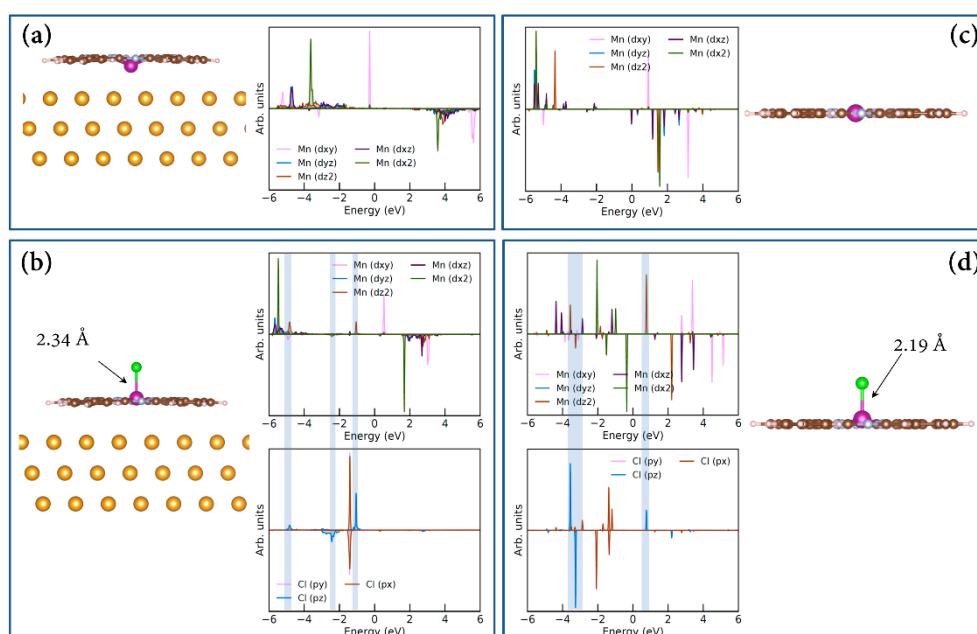 (a)
Arb. units
Mn (dxy) Mn (dxz)
Mn (dyz) Mn (dx2)
Mn (dz2)
−6 −4 −2 0 2 4 6
Energy (eV)
(c)
Arb. units
Mn (dxy) Mn (dxz)
Mn (dyz) Mn (dx2)
Mn (dz2)
−6 −4 −2 0 2 4 6
Energy (eV)
(b)
2.34 Å
Arb. units
Mn (dxy) Mn (dxz)
Mn (dyz) Mn (dx2)
Mn (dz2)
−6 −4 −2 0 2 4 6
Arb. units
Cl (py) Cl (px)
Cl (pz)
−6 −4 −2 0 2 4 6
Energy (eV)
(d)
2.19 Å
Arb. units
Mn (dxy) Mn (dxz)
Mn (dyz) Mn (dx2)
Mn (dz2)
−6 −4 −2 0 2 4 6
Arb. units
Cl (py) Cl (px)
Cl (pz)
−6 −4 −2 0 2 4 6
Energy (eV)